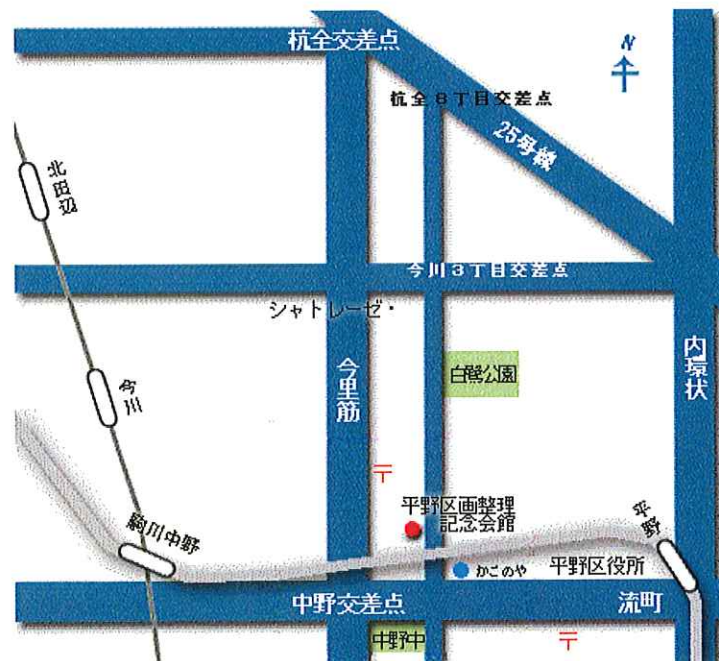 杭全交差点
N
杭全8丁目交差点
25号線
北田辺
今川3丁目交差点
シャトレーゼ・
今里筋
白鷺公園
内環状
今川
〒
平野区画整理
記念会館
駒川中野
平野
かこのや
平野区役所
中野交差点
流町
中野中
〒